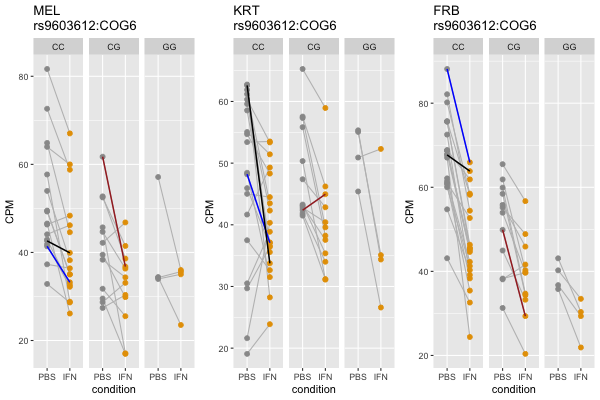 MEL
rs9603612:COG6
CC CG GG
CPM
80
60
40
20
PBS IFN PBS IFN PBS IFN
condition
KRT
rs9603612:COG6
CC CG GG
CPM
60
50
40
30
20
PBS IFN PBS IFN PBS IFN
condition
FRB
rs9603612:COG6
CC CG GG
CPM
80
60
40
20
PBS IFN PBS IFN PBS IFN
condition